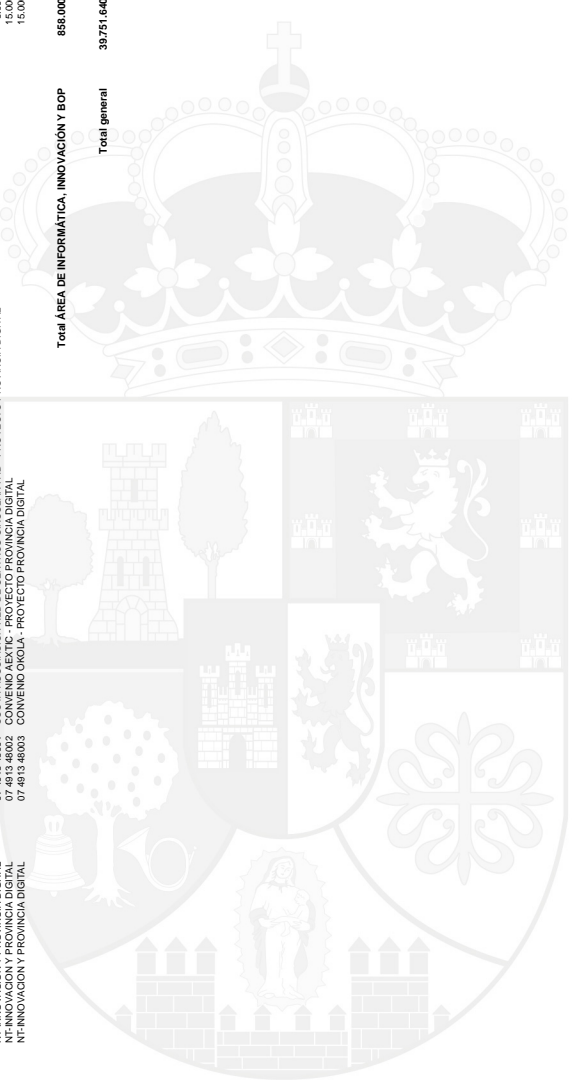 NT-INNOVACION Y PROVINCIA DIGITAL 07 4913 48002 CONVENIO AEXTIC - PROYECTO PROVINCIA DIGITAL 15.00
NT-INNOVACION Y PROVINCIA DIGITAL 07 4913 48003 CONVENIO OKOLA - PROYECTO PROVINCIA DIGITAL 15.00
Total ÁREA DE INFORMÁTICA, INNOVACIÓN Y BOP 858.000
Total general 39.751.640